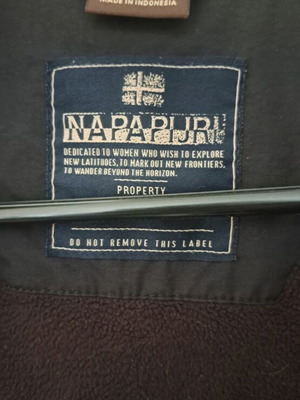 MADE IN INDONESIA
NAPAPIJRI
DEDICATED TO WOMEN WHO WISH TO EXPLORE
NEW LATITUDES, TO MARK OUT NEW FRONTIERS,
TO WANDER BEYOND THE HORIZON.
PROPERTY
DO NOT REMOVE THIS LABEL